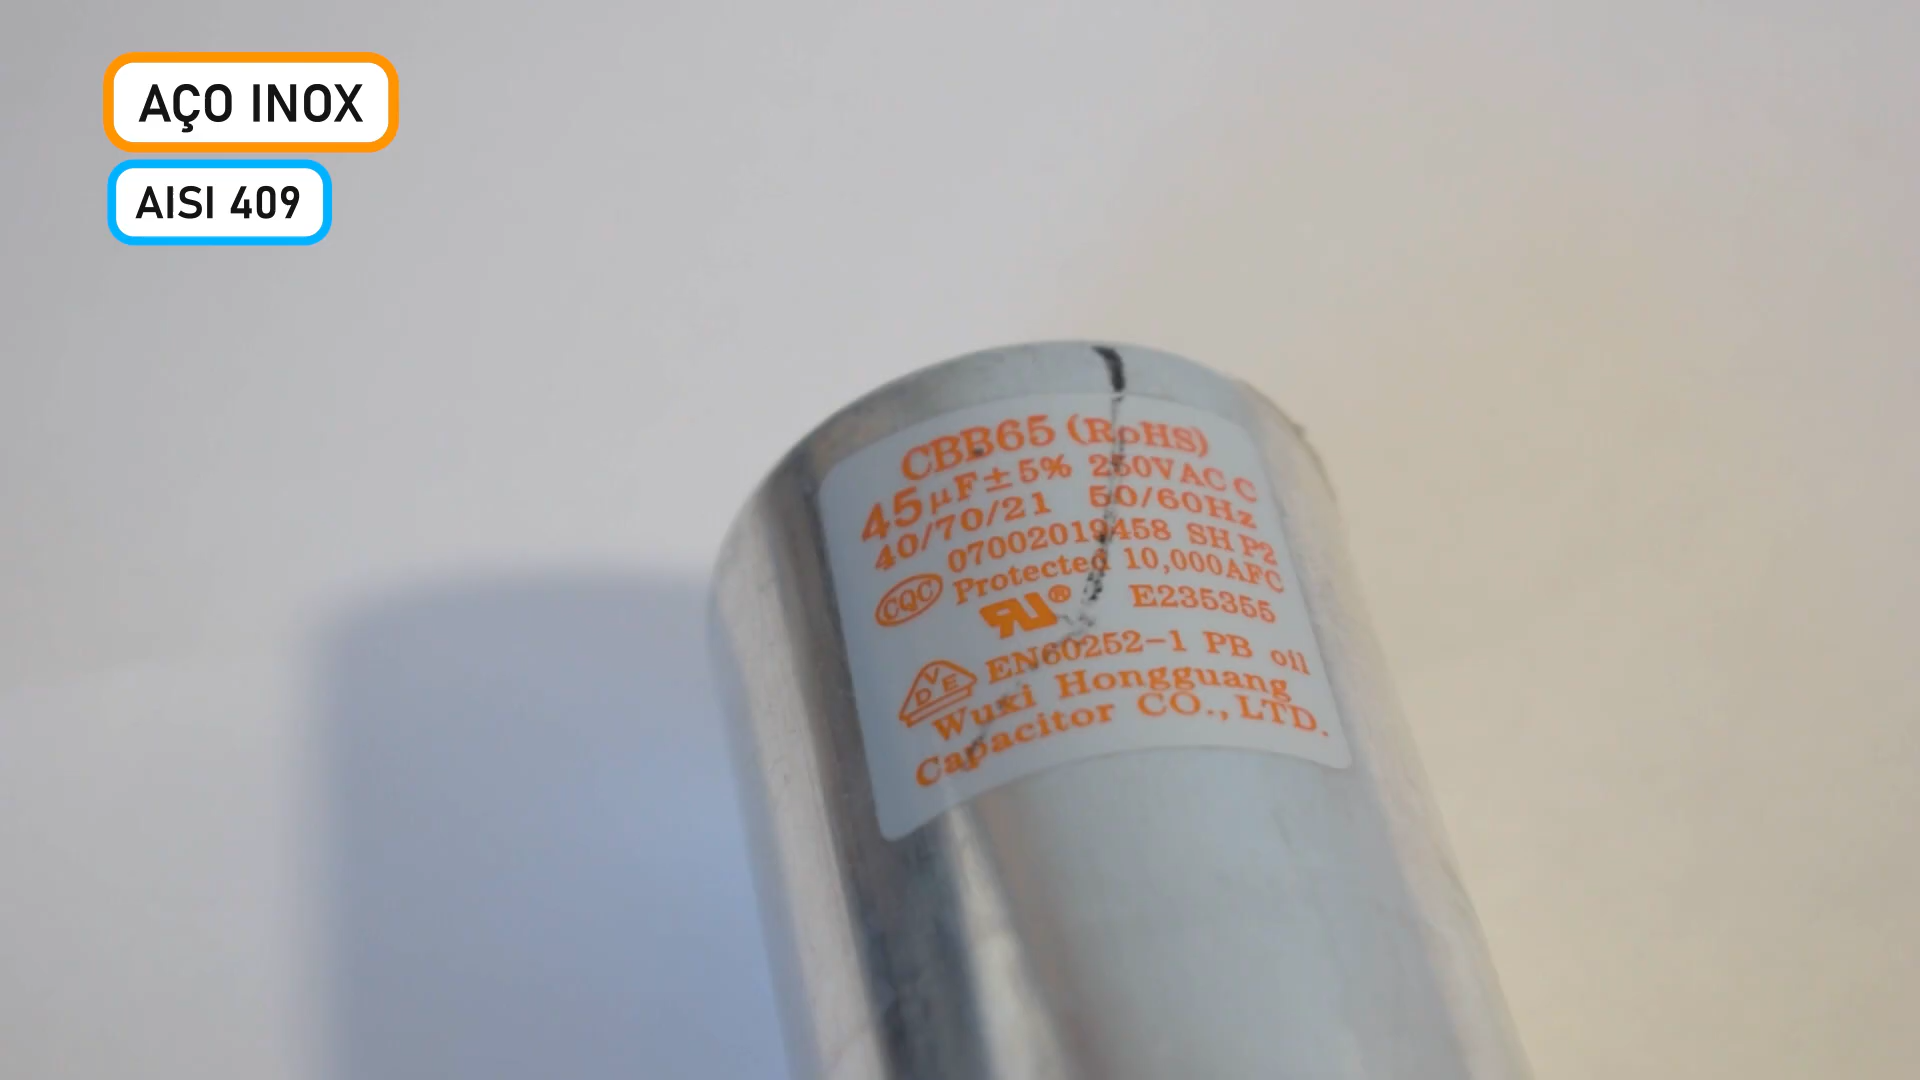 AÇO INOX
AISI 409
CBB65 (RoHS)
45μF±5% 250VAC C
40/70/21 50/60Hz
07002019458 SH P2
CQC Protected 10,000AFC
RU® E235355
VDE EN60252-1 PB oil
Wuxi Hongguang
Capacitor CO., LTD.